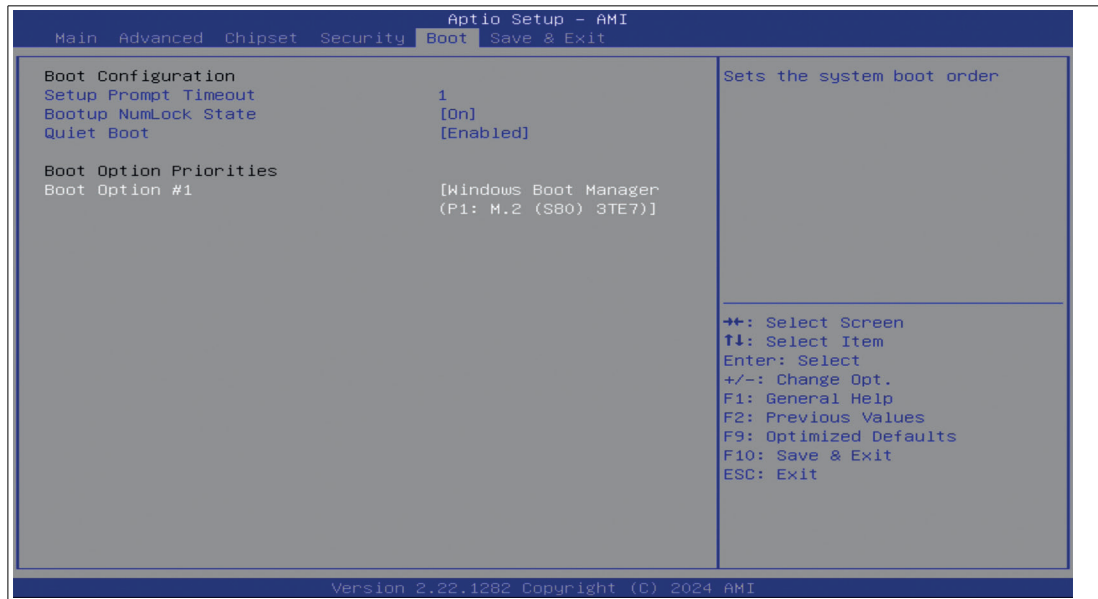 Aptio Setup – AMI
Main Advanced Chipset Security Boot Save & Exit
Boot Configuration
Setup Prompt Timeout 1
Bootup NumLock State [On]
Quiet Boot [Enabled]
Boot Option Priorities
Boot Option #1 [Windows Boot Manager
(P1: M.2 (S80) 3TE7)]
Sets the system boot order
→←: Select Screen
↑↓: Select Item
Enter: Select
+/-: Change Opt.
F1: General Help
F2: Previous Values
F9: Optimized Defaults
F10: Save & Exit
ESC: Exit
Version 2.22.1282 Copyright (C) 2024 AMI